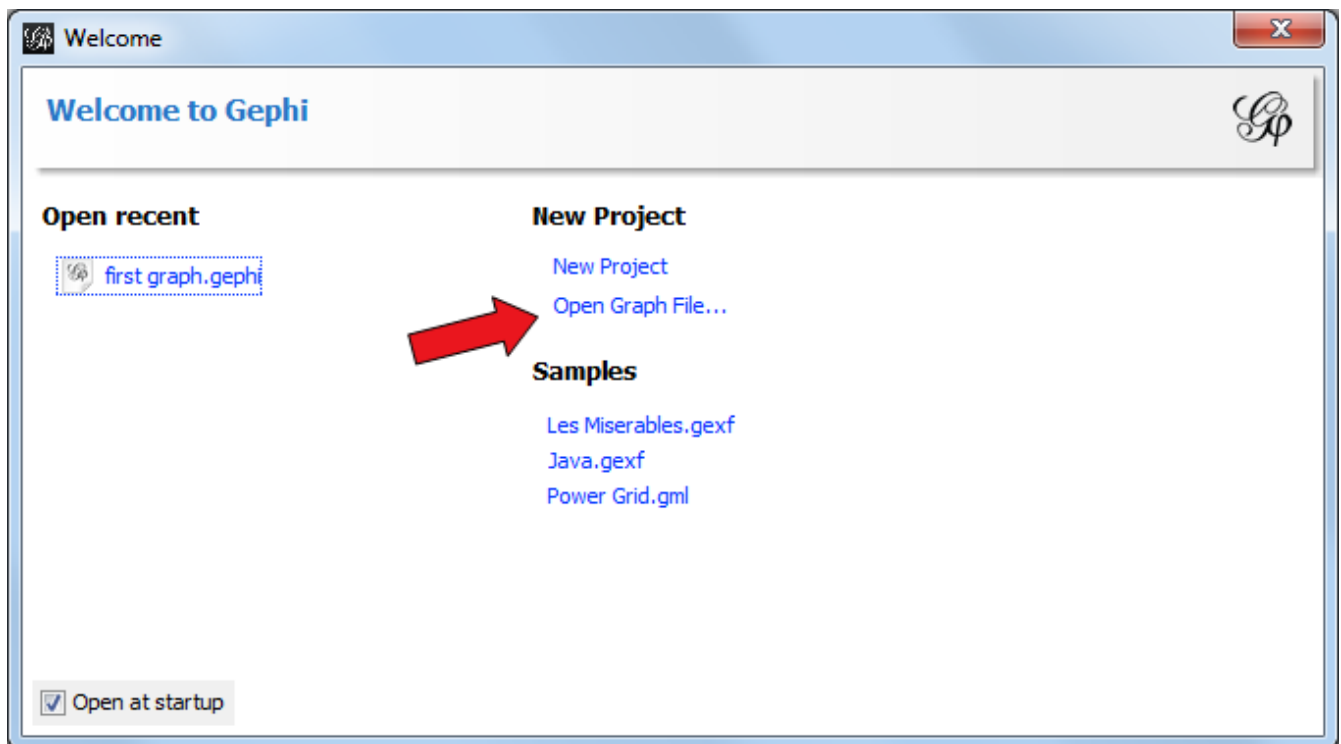 Welcome
Welcome to Gephi
Open recent
first graph.gephi
New Project
New Project
Open Graph File...
Samples
Les Miserables.gexf
Java.gexf
Power Grid.gml
Open at startup